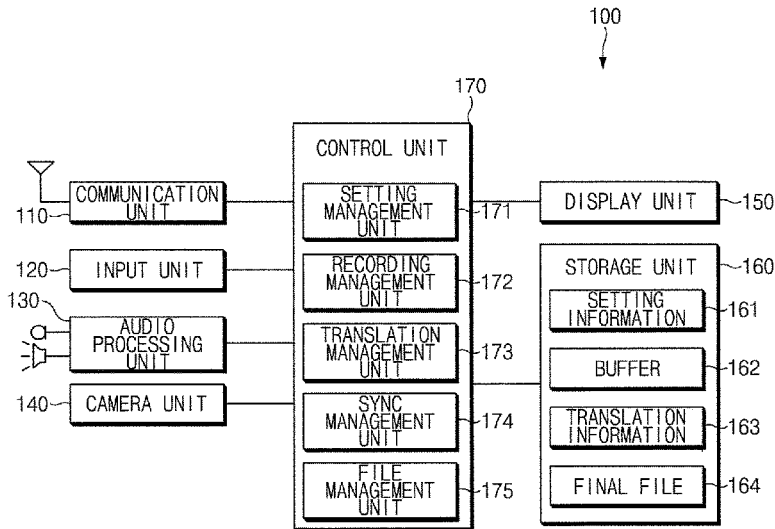 100
170
CONTROL UNIT
COMMUNICATION
UNIT
110
SETTING
MANAGEMENT
UNIT
171
DISPLAY UNIT
150
120
INPUT UNIT
RECORDING
MANAGEMENT
UNIT
172
STORAGE UNIT
160
SETTING
INFORMATION
161
130
AUDIO
PROCESSING
UNIT
TRANSLATION
MANAGEMENT
UNIT
173
BUFFER
162
140
CAMERA UNIT
SYNC
MANAGEMENT
UNIT
174
TRANSLATION
INFORMATION
163
FILE
MANAGEMENT
UNIT
175
FINAL FILE
164